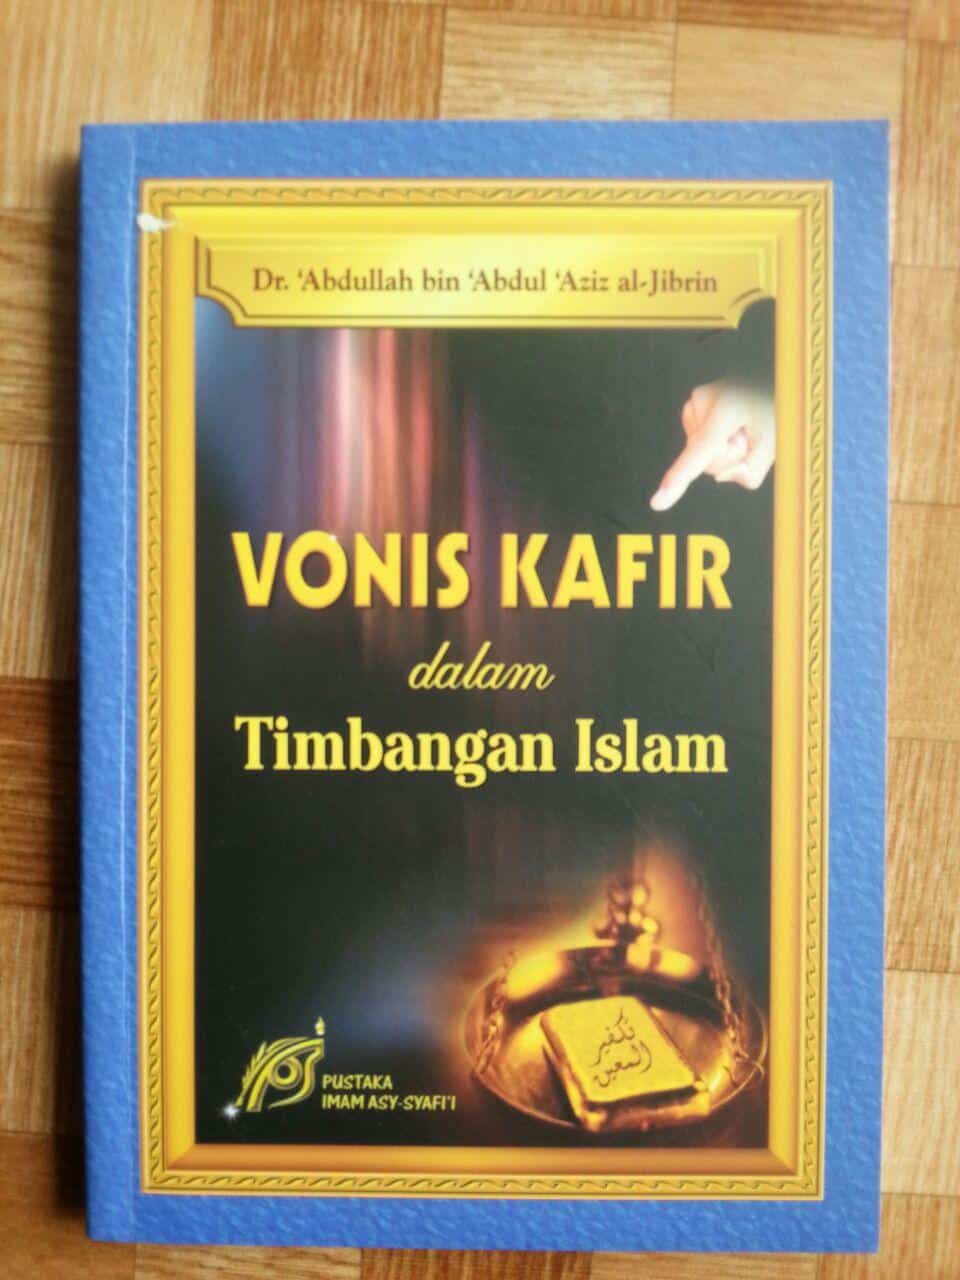 Dr. ‘Abdullah bin ‘Abdul ‘Aziz al-Jibrin
VONIS KAFIR
dalam
Timbangan Islam
تكفير
المعين
PUSTAKA
IMAM ASY-SYAFI'I